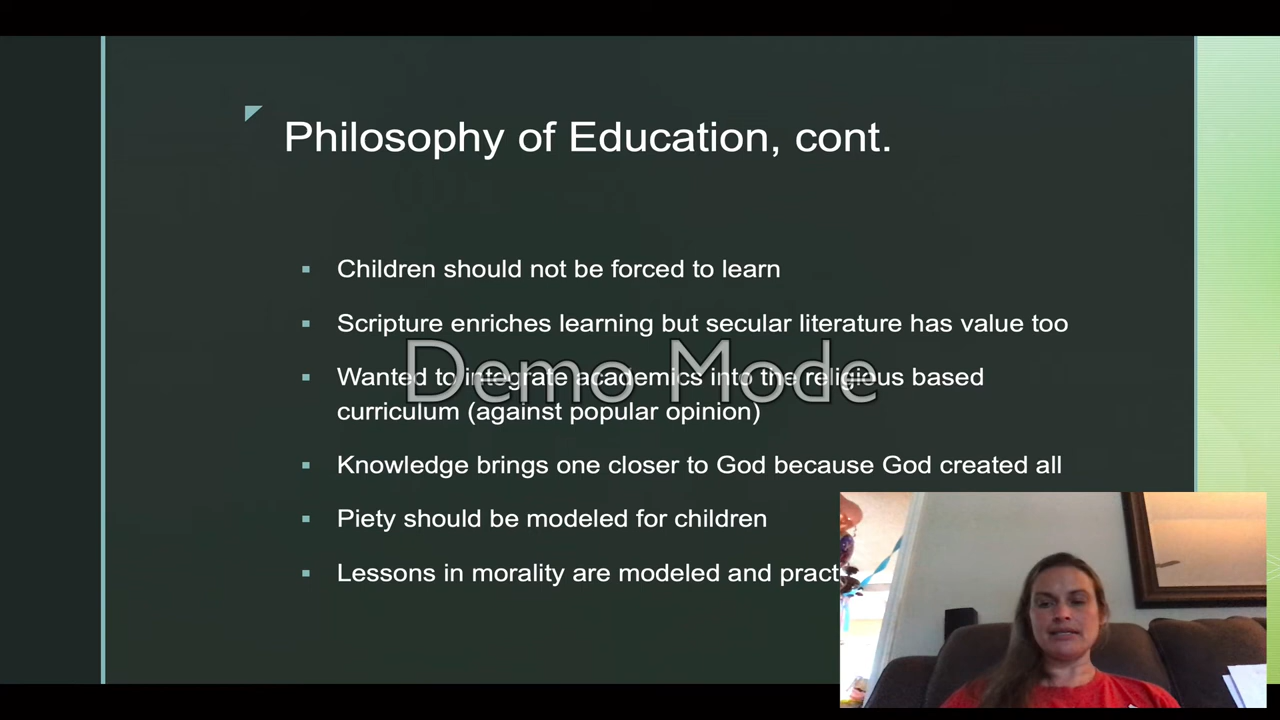 Philosophy of Education, cont.
Children should not be forced to learn
Scripture enriches learning but secular literature has value too
Wanted to integrate academics into the religious based
curriculum (against popular opinion)
Demo Mode
Knowledge brings one closer to God because God created all
Piety should be modeled for children
Lessons in morality are modeled and